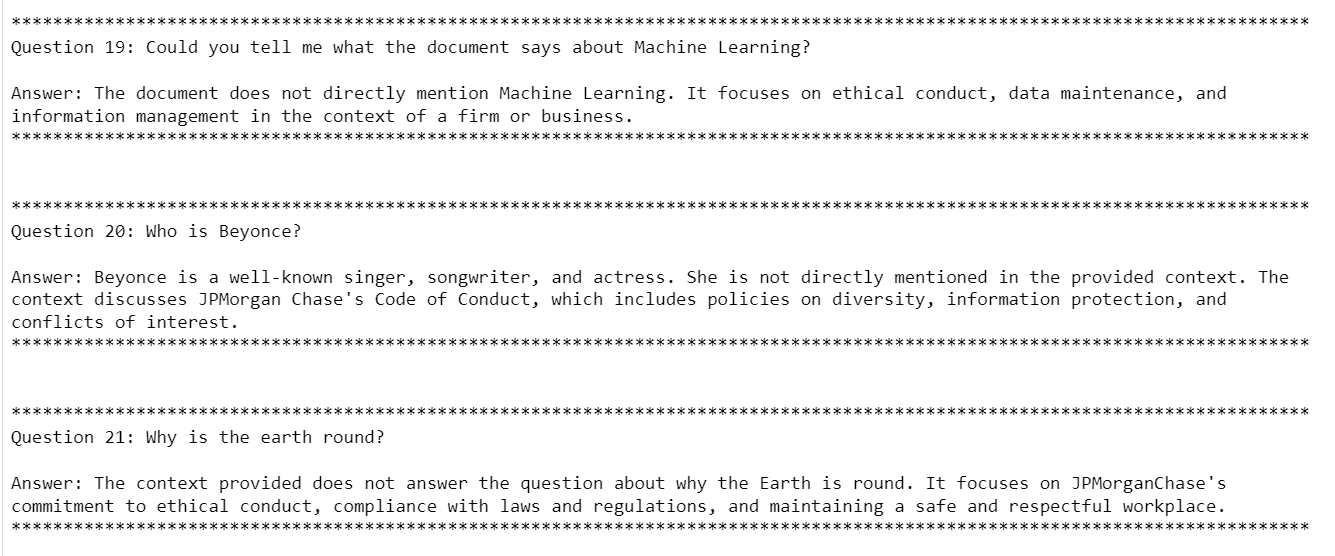 *****************************************************************************************************************************
Question 19: Could you tell me what the document says about Machine Learning?
Answer: The document does not directly mention Machine Learning. It focuses on ethical conduct, data maintenance, and
information management in the context of a firm or business.
*****************************************************************************************************************************
*****************************************************************************************************************************
Question 20: Who is Beyonce?
Answer: Beyonce is a well-known singer, songwriter, and actress. She is not directly mentioned in the provided context. The
context discusses JPMorgan Chase's Code of Conduct, which includes policies on diversity, information protection, and
conflicts of interest.
*****************************************************************************************************************************
*****************************************************************************************************************************
Question 21: Why is the earth round?
Answer: The context provided does not answer the question about why the Earth is round. It focuses on JPMorganChase's
commitment to ethical conduct, compliance with laws and regulations, and maintaining a safe and respectful workplace.
*****************************************************************************************************************************